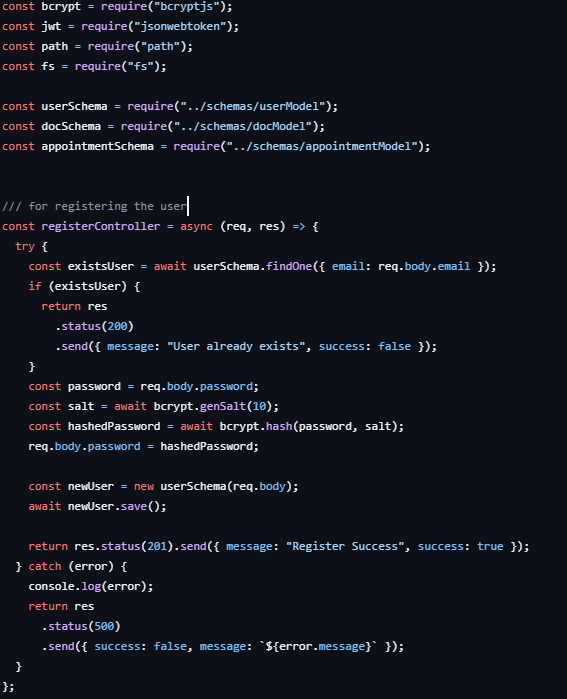 const bcrypt = require("bcryptjs");
const jwt = require("jsonwebtoken");
const path = require("path");
const fs = require("fs");

const userSchema = require("../schemas/userModel");
const docSchema = require("../schemas/docModel");
const appointmentSchema = require("../schemas/appointmentModel");


/// for registering the user
const registerController = async (req, res) => {
  try {
    const existsUser = await userSchema.findOne({ email: req.body.email });
    if (existsUser) {
      return res
        .status(200)
        .send({ message: "User already exists", success: false });
    }
    const password = req.body.password;
    const salt = await bcrypt.genSalt(10);
    const hashedPassword = await bcrypt.hash(password, salt);
    req.body.password = hashedPassword;

    const newUser = new userSchema(req.body);
    await newUser.save();

    return res.status(201).send({ message: "Register Success", success: true });
  } catch (error) {
    console.log(error);
    return res
      .status(500)
      .send({ success: false, message: `${error.message}` });
  }
};